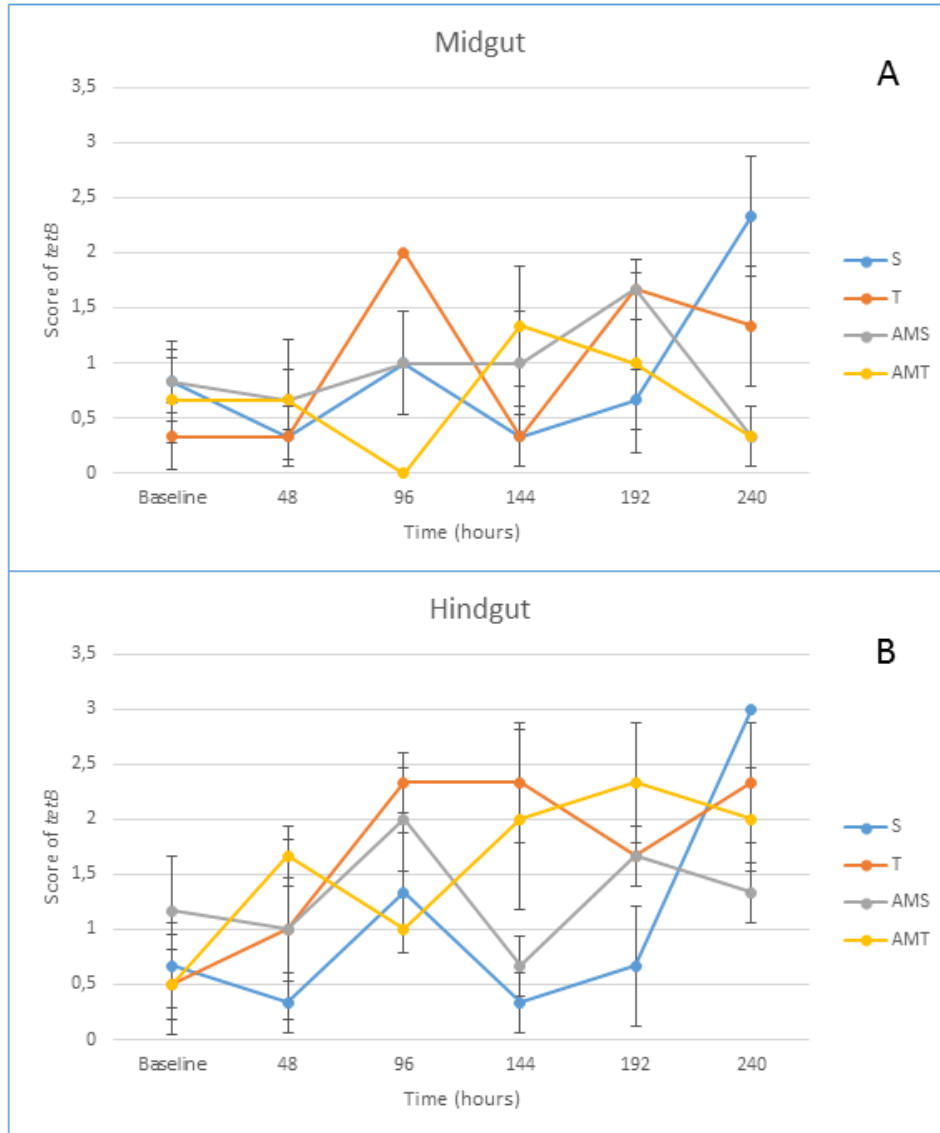 Midgut
A
3,5
3
2,5
2
1,5
1
0,5
0
Score of tetB
Baseline 48 96 144 192 240
Time (hours)
S
T
AMS
AMT
Hindgut
B
3,5
3
2,5
2
1,5
1
0,5
0
Score of tetB
Baseline 48 96 144 192 240
Time (hours)
S
T
AMS
AMT